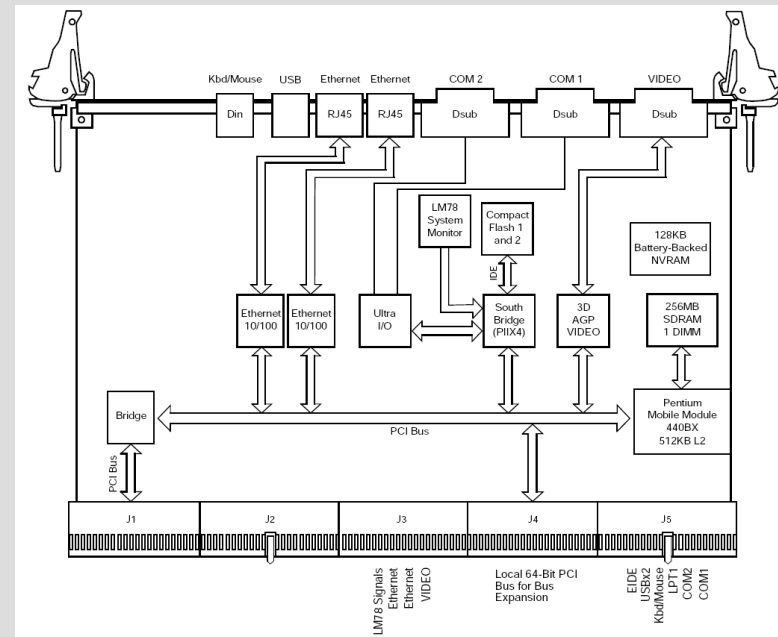 Kbd/Mouse
USB
Ethernet
Ethernet
COM 2
COM 1
VIDEO
Din
RJ45
RJ45
Dsub
Dsub
Dsub
LM78
System
Monitor
Compact
Flash 1
and 2
128KB
Battery-Backed
NVRAM
IDE
Ethernet
10/100
Ethernet
10/100
Ultra
I/O
South
Bridge
(PIIX4)
3D
AGP
VIDEO
256MB
SDRAM
1 DIMM
Bridge
PCI Bus
Pentium
Mobile Module
440BX
512KB L2
PCI Bus
J1
J2
J3
J4
J5
LM78 Signals
Ethernet
Ethernet
VIDEO
Local 64-Bit PCI
Bus for Bus
Expansion
EIDE
USBx2
Kbd/Mouse
LPT1
COM2
COM1